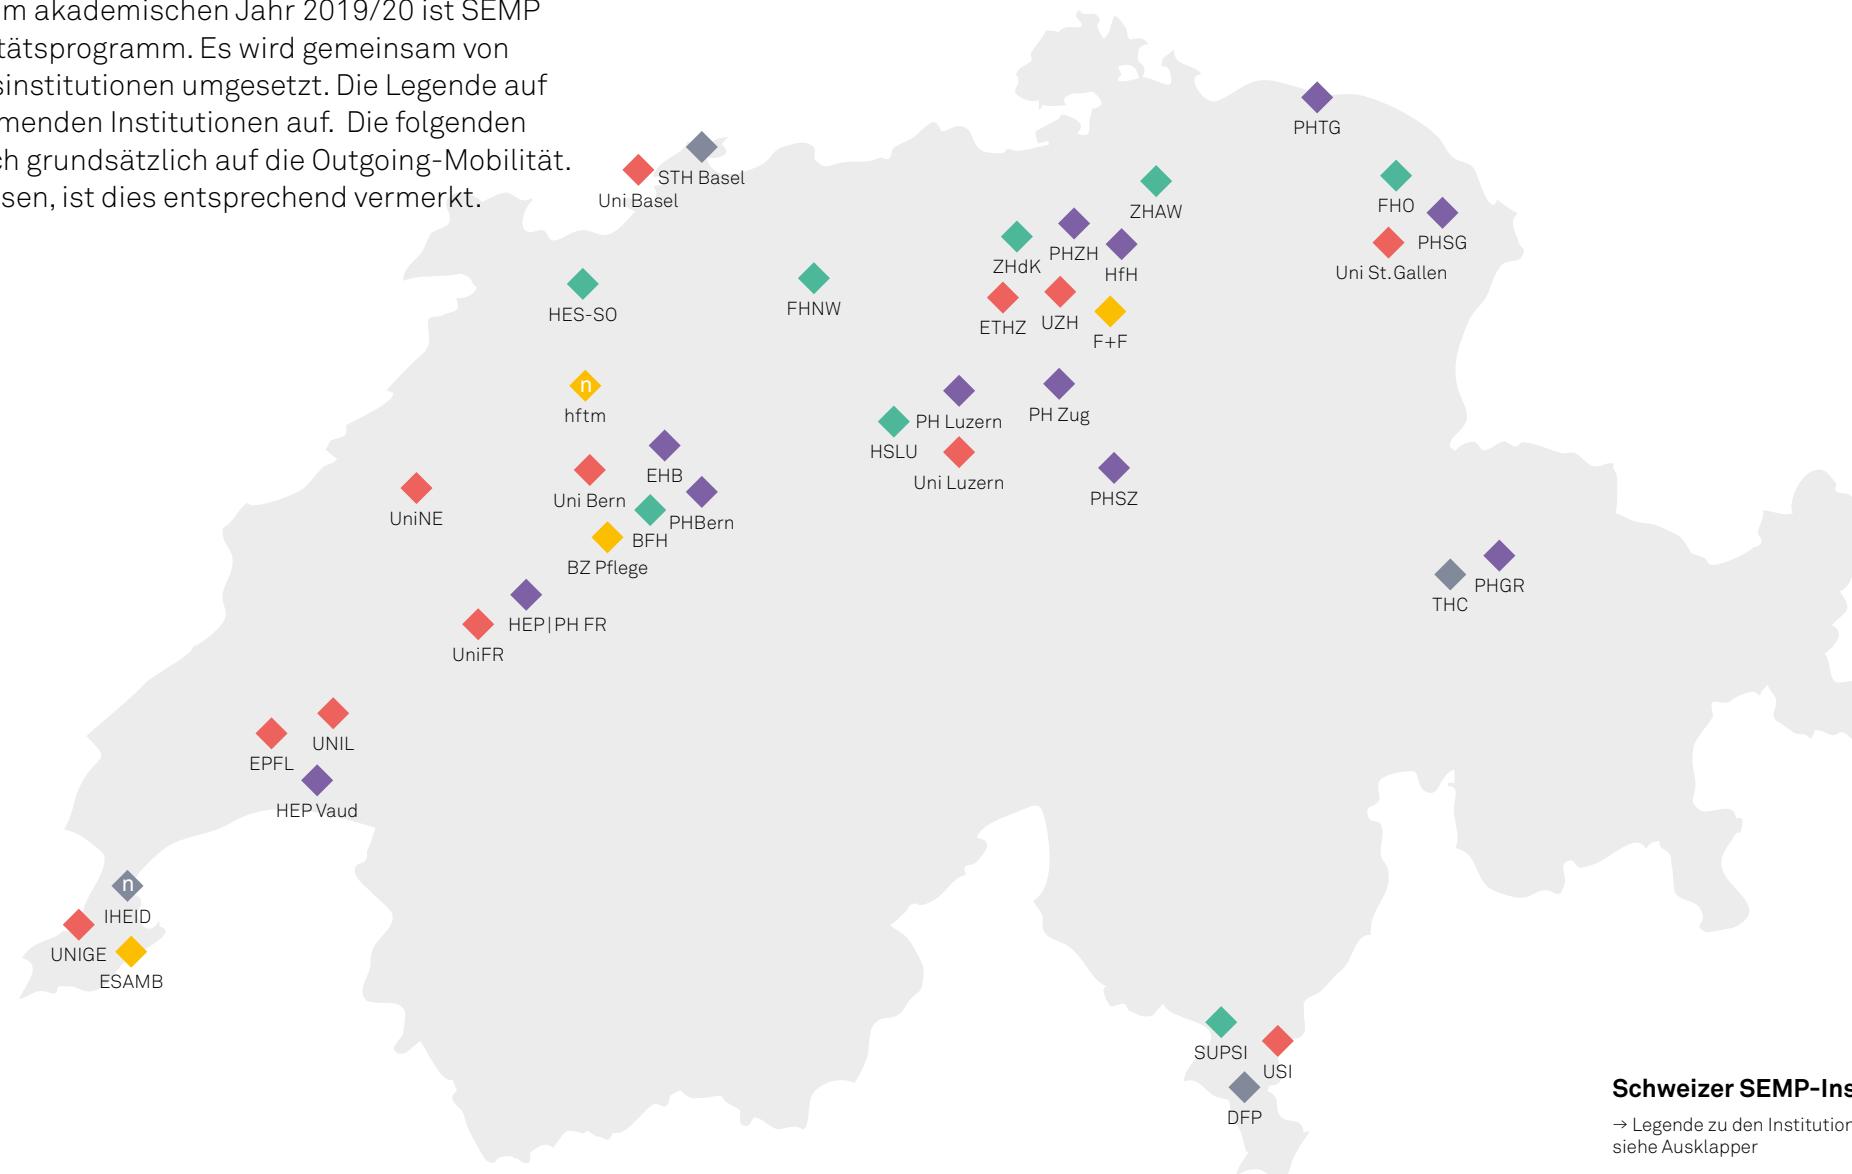 m akademischen Jahr 2019/20 ist SEMP
tätsprogramm. Es wird gemeinsam von
sinstitutionen umgesetzt. Die Legende auf
menden Institutionen auf. Die folgenden
ch grundsätzlich auf die Outgoing-Mobilität.
sen, ist dies entsprechend vermerkt.
PHTG
STH Basel
Uni Basel
ZHAW
FHO
PHSG
Uni St.Gallen
PHZH
ZHdK
HfH
HES-SO
FHNW
ETHZ
UZH
F+F
n
hftm
PH Luzern
PH Zug
HSLU
Uni Luzern
EHB
Uni Bern
PHSZ
UniNE
PHBern
BFH
BZ Pflege
PHGR
THC
HEP|PH FR
UniFR
UNIL
EPFL
HEP Vaud
n
IHEID
UNIGE
ESAMB
SUPSI
USI
DFP
Schweizer SEMP-Ins
→ Legende zu den Institution
siehe Ausklapper